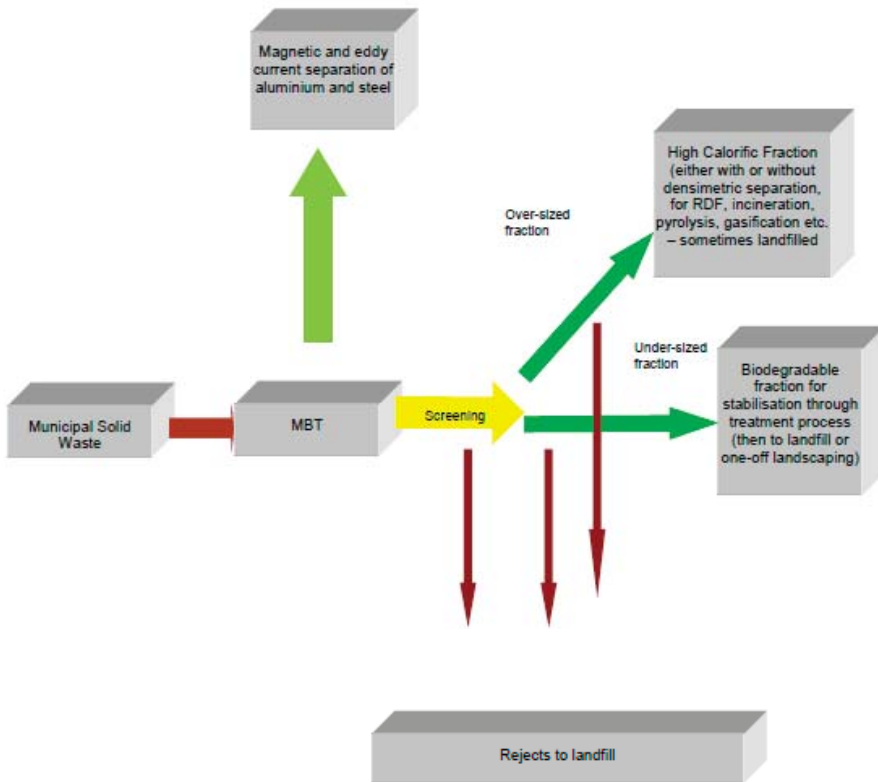 Magnetic and eddy
current separation of
aluminium and steel
High Calorific Fraction
(either with or without
densimetric separation,
for RDF, incineration,
pyrolysis, gasification etc.
– sometimes landfilled
Over-sized
fraction
Under-sized
fraction
Biodegradable
fraction for
stabilisation through
treatment process
(then to landfill or
one-off landscaping)
Municipal Solid
Waste
MBT
Screening
Rejects to landfill